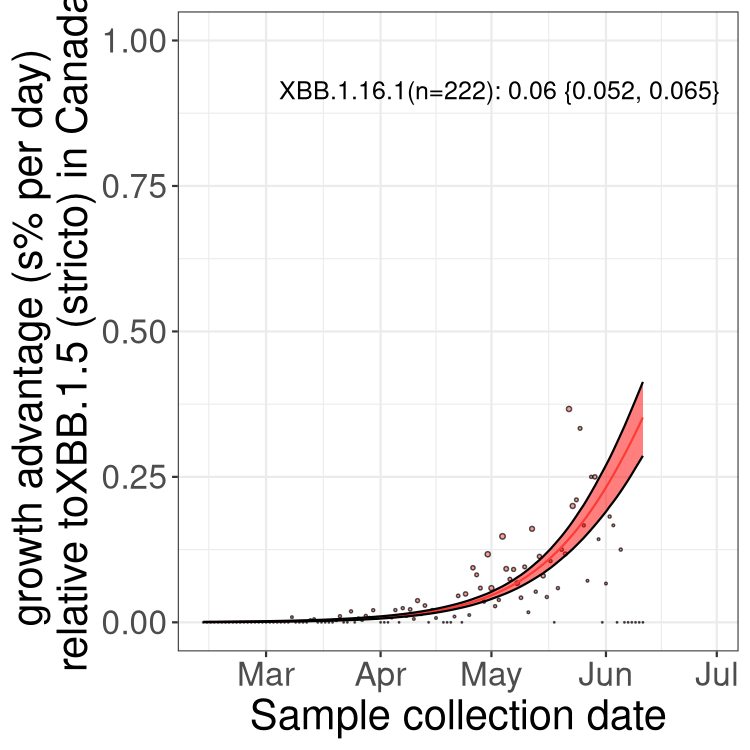 growth advantage (s% per day)
relative toXBB.1.5 (stricto) in Canada
1.00
0.75
0.50
0.25
0.00
XBB.1.16.1(n=222): 0.06 {0.052, 0.065}
Mar Apr May Jun Jul
Sample collection date